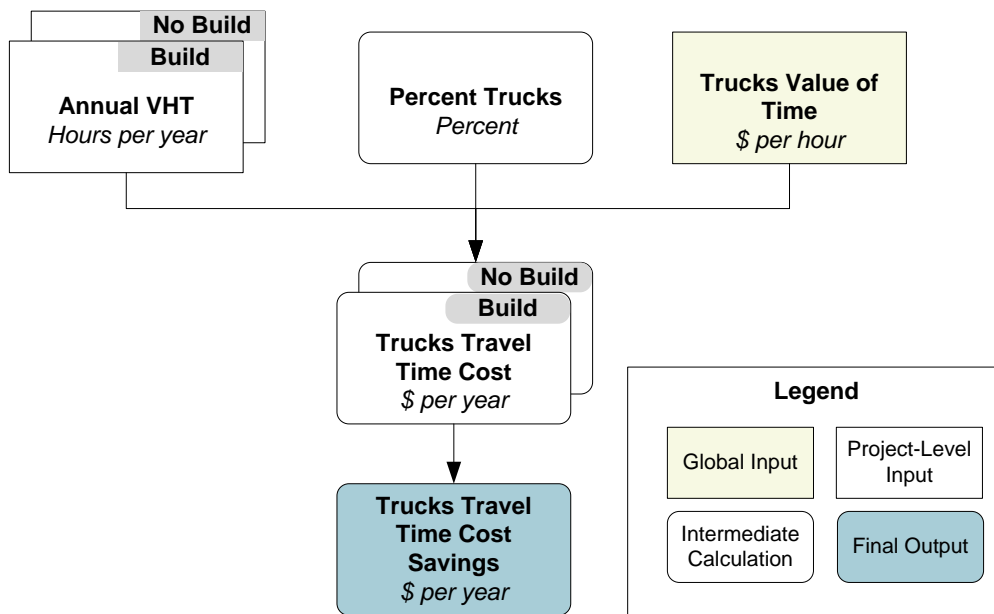 No Build
Build
Annual VHT
Hours per year
Percent Trucks
Percent
Trucks Value of
Time
$ per hour
No Build
Build
Trucks Travel
Time Cost
$ per year
Trucks Travel
Time Cost
Savings
$ per year
Legend
Global Input
Project-Level
Input
Intermediate
Calculation
Final Output